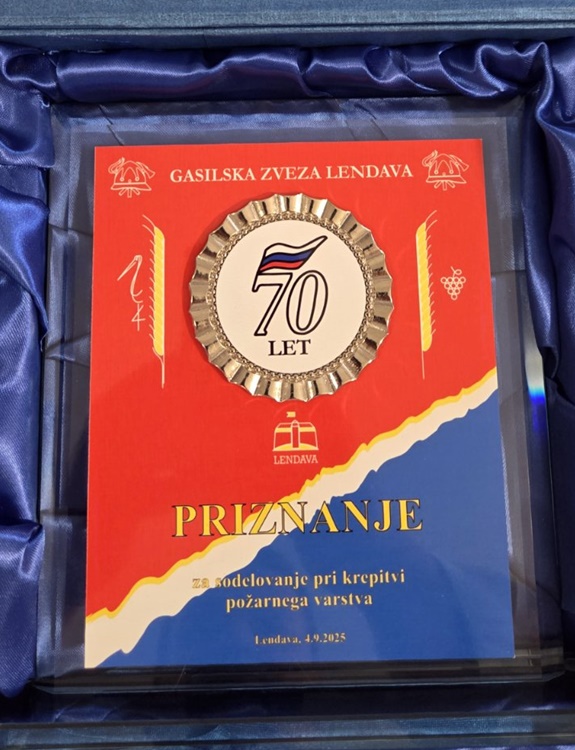 GASILSKA ZVEZA LENDAVA
70
LET
LENDAVA
PRIZNANJE
za sodelovanje pri krepitvi
požarnega varstva
Lendava, 4.9.2025